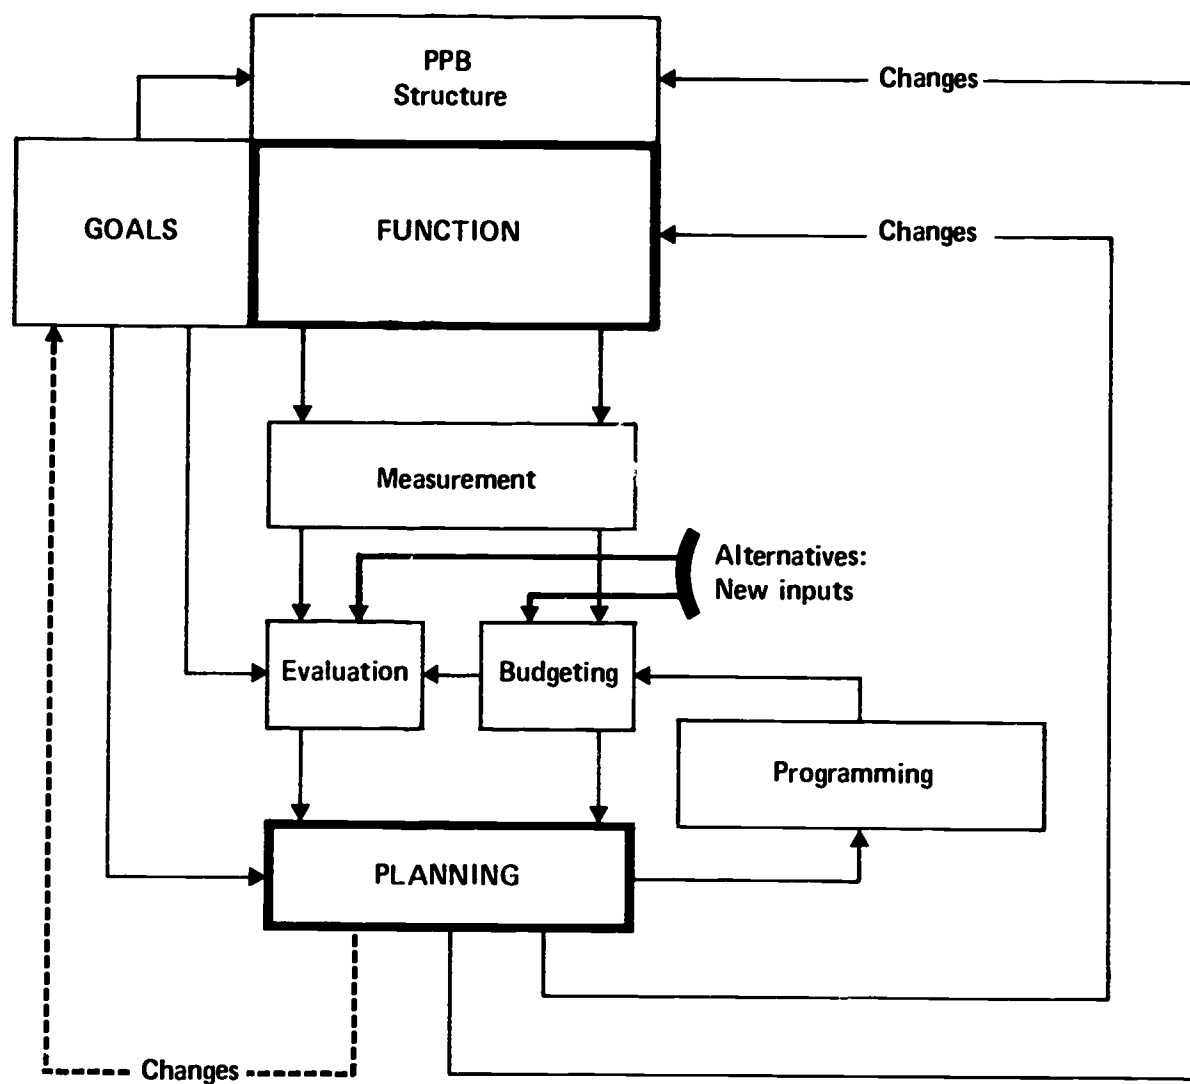 PPB
Structure
Changes
GOALS
FUNCTION
Changes
Measurement
Alternatives:
New inputs
Evaluation
Budgeting
Programming
PLANNING
Changes